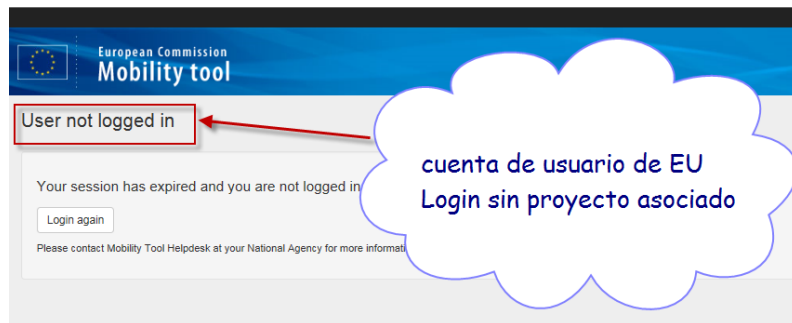 European Commission
Mobility tool
User not logged in
cuenta de usuario de EU
Login sin proyecto asociado
Your session has expired and you are not logged in
Login again
Please contact Mobility Tool Helpdesk at your National Agency for more